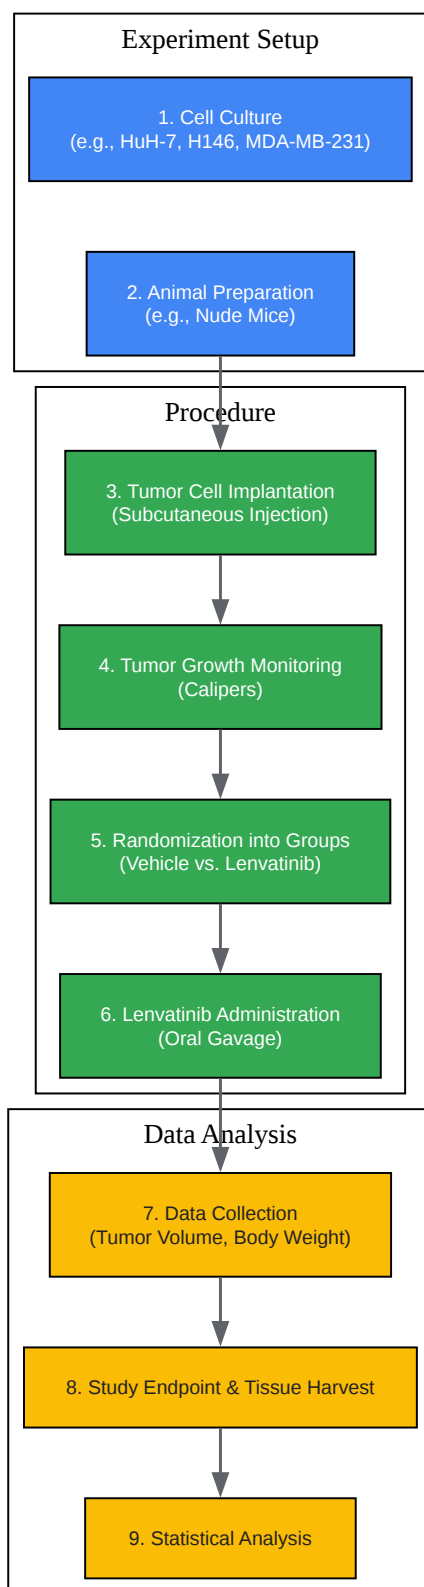 Experiment Setup
1. Cell Culture
(e.g., HuH-7, H146, MDA-MB-231)
2. Animal Preparation
(e.g., Nude Mice)
Procedure
3. Tumor Cell Implantation
(Subcutaneous Injection)
4. Tumor Growth Monitoring
(Calipers)
5. Randomization into Groups
(Vehicle vs. Lenvatinib)
6. Lenvatinib Administration
(Oral Gavage)
Data Analysis
7. Data Collection
(Tumor Volume, Body Weight)
8. Study Endpoint & Tissue Harvest
9. Statistical Analysis